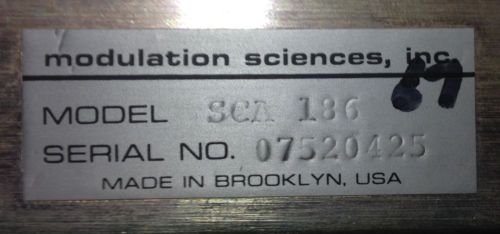 modulation sciences, inc.
MODEL SCA 186
SERIAL NO. 07520425
MADE IN BROOKLYN, USA